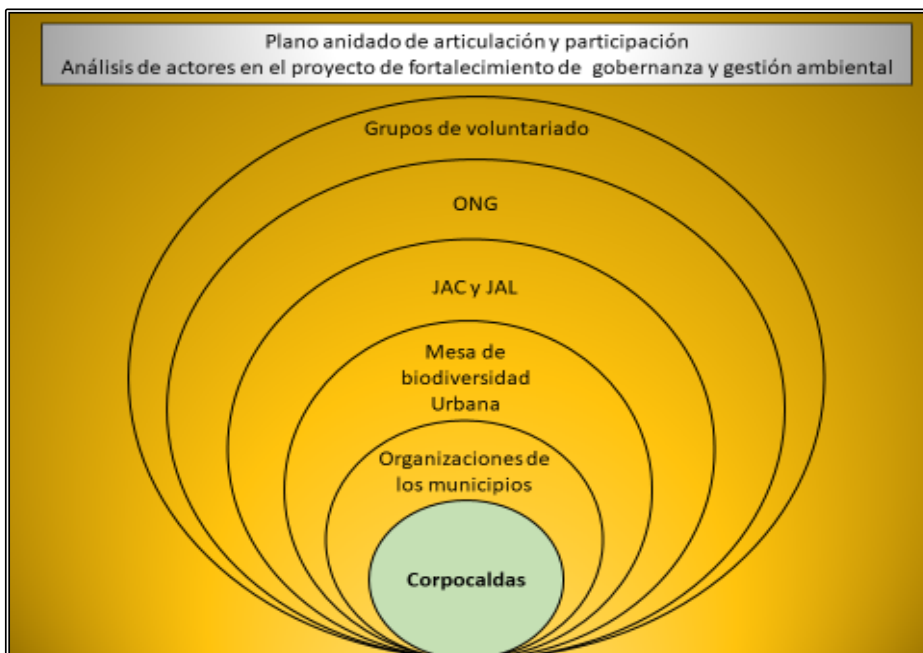 Plano anidado de articulación y participación
Análisis de actores en el proyecto de fortalecimiento de gobernanza y gestión ambiental
Grupos de voluntariado
ONG
JAC y JAL
Mesa de
biodiversidad
Urbana
Organizaciones de
los municipios
Corpocaldas